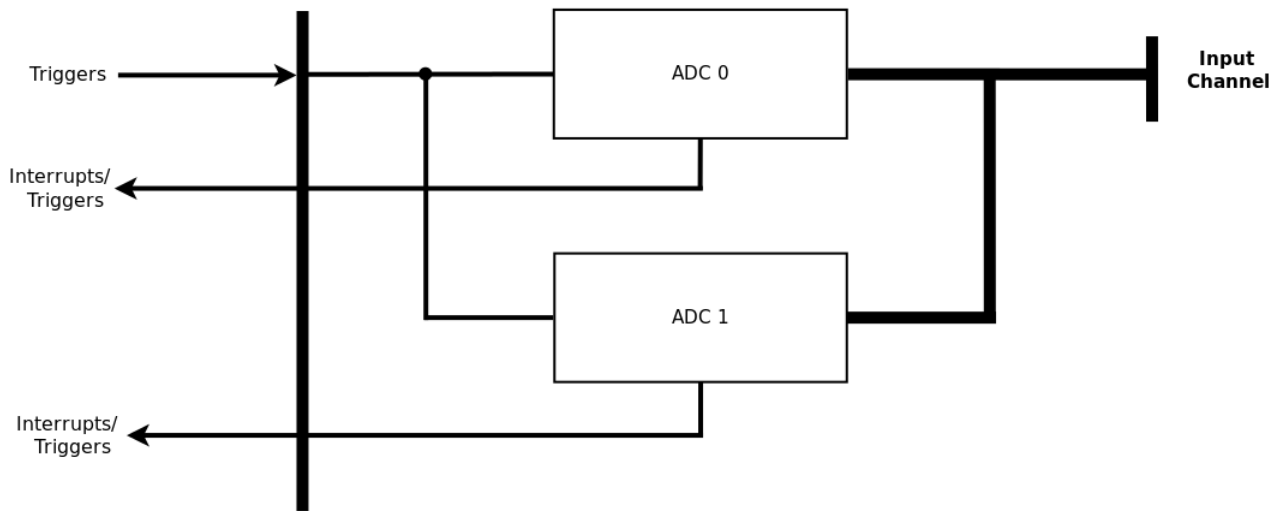 Triggers
ADC 0
Input
Channel
Interrupts/
Triggers
ADC 1
Interrupts/
Triggers